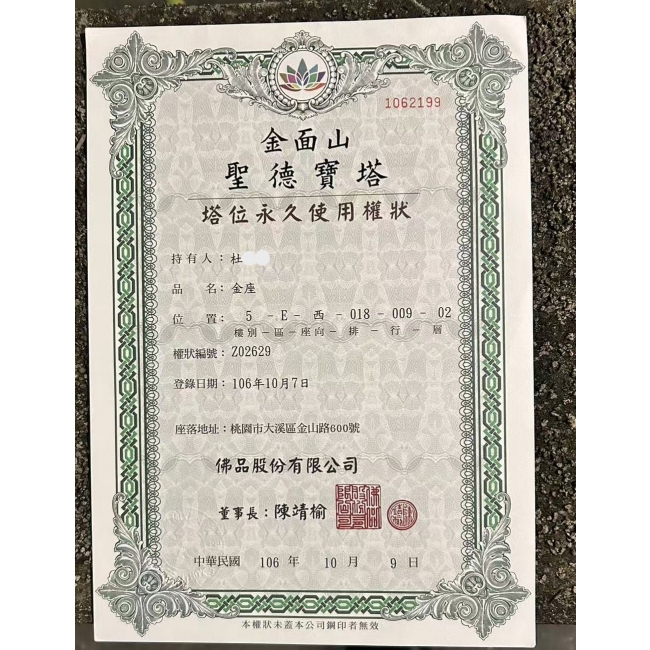 1062199
金面山
聖德寶塔
塔位永久使用權狀
持有人：杜
品名：金座
位置：5 - E - 西 - 018 - 009 - 02
樓別 - 區 - 座向 - 排 - 行 - 層
權狀編號：Z02629
登錄日期：106年10月7日
座落地址：桃園市大溪區金山路600號
佛品股份有限公司
董事長：陳靖榆
中華民國 106 年 10 月 9 日
本權狀未蓋本公司鋼印者無效